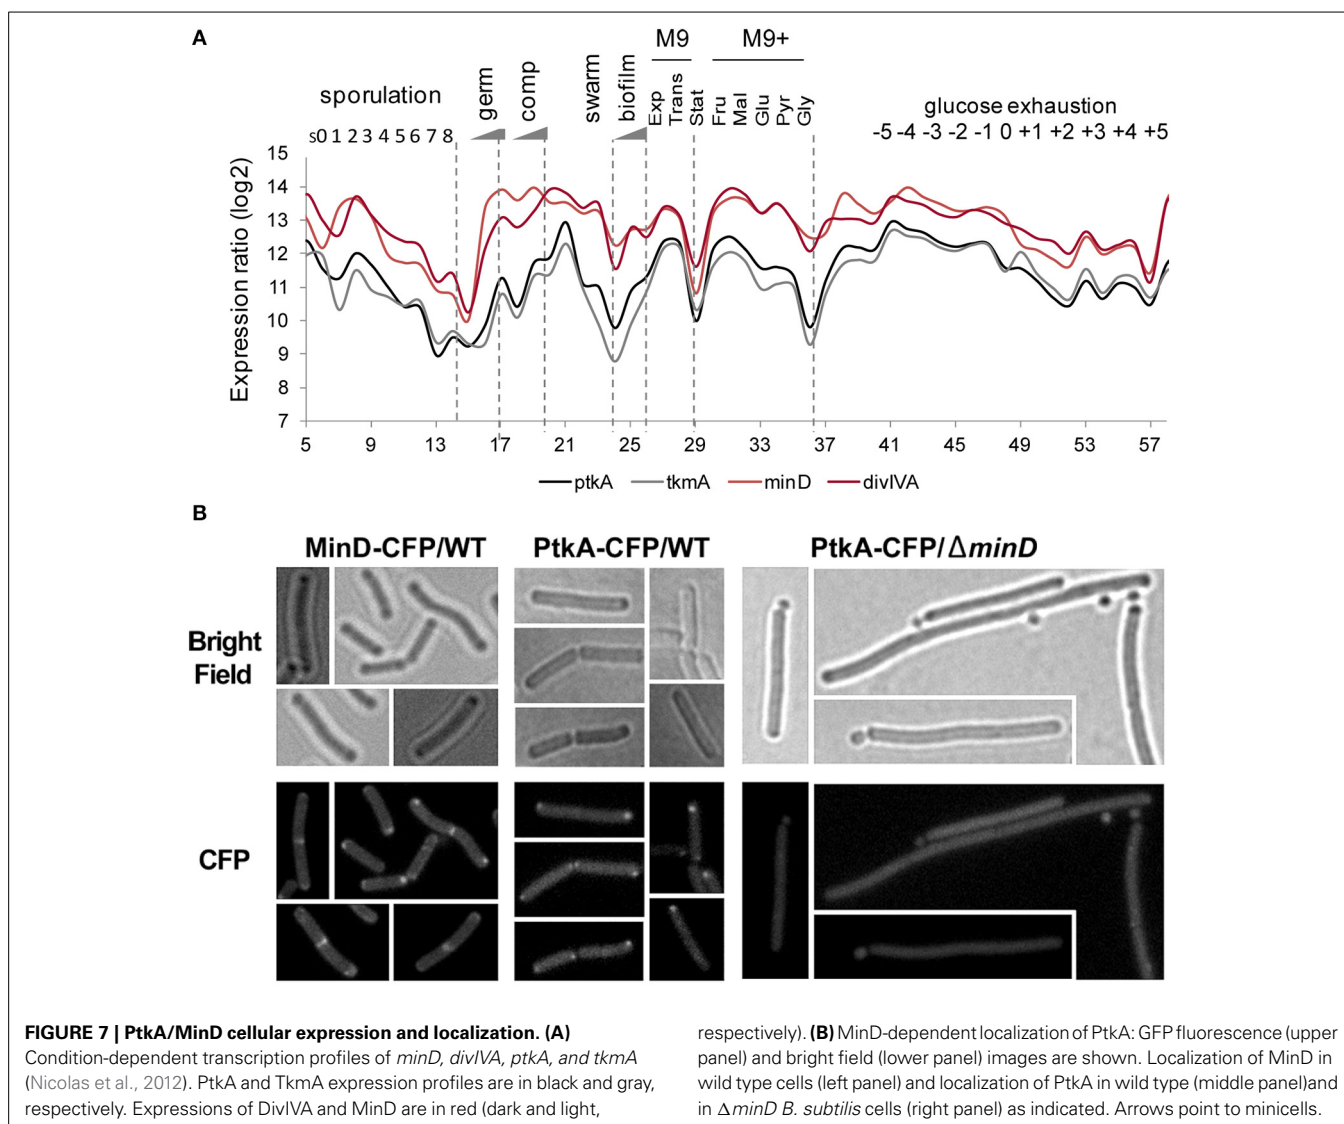 A
M9 M9+
sporulation germ comp swarm biofilm Exp Trans Stat Fru Mal Glu Pyr Gly glucose exhaustion
s0 1 2 3 4 5 6 7 8 -5 -4 -3 -2 -1 0 +1 +2 +3 +4 +5
Expression ratio (log2)
15
14
13
12
11
10
9
8
7
5 9 13 17 21 25 29 33 37 41 45 49 53 57
ptkA tkmA minD divIVA
B
MinD-CFP/WT PtkA-CFP/WT PtkA-CFP/ΔminD
Bright
Field
CFP
FIGURE 7 | PtkA/MinD cellular expression and localization. (A)
Condition-dependent transcription profiles of minD, divIVA, ptkA, and tkmA
(Nicolas et al., 2012). PtkA and TkmA expression profiles are in black and gray,
respectively. Expressions of DivIVA and MinD are in red (dark and light,
respectively). (B) MinD-dependent localization of PtkA: GFP fluorescence (upper
panel) and bright field (lower panel) images are shown. Localization of MinD in
wild type cells (left panel) and localization of PtkA in wild type (middle panel)and
in ΔminD B. subtilis cells (right panel) as indicated. Arrows point to minicells.